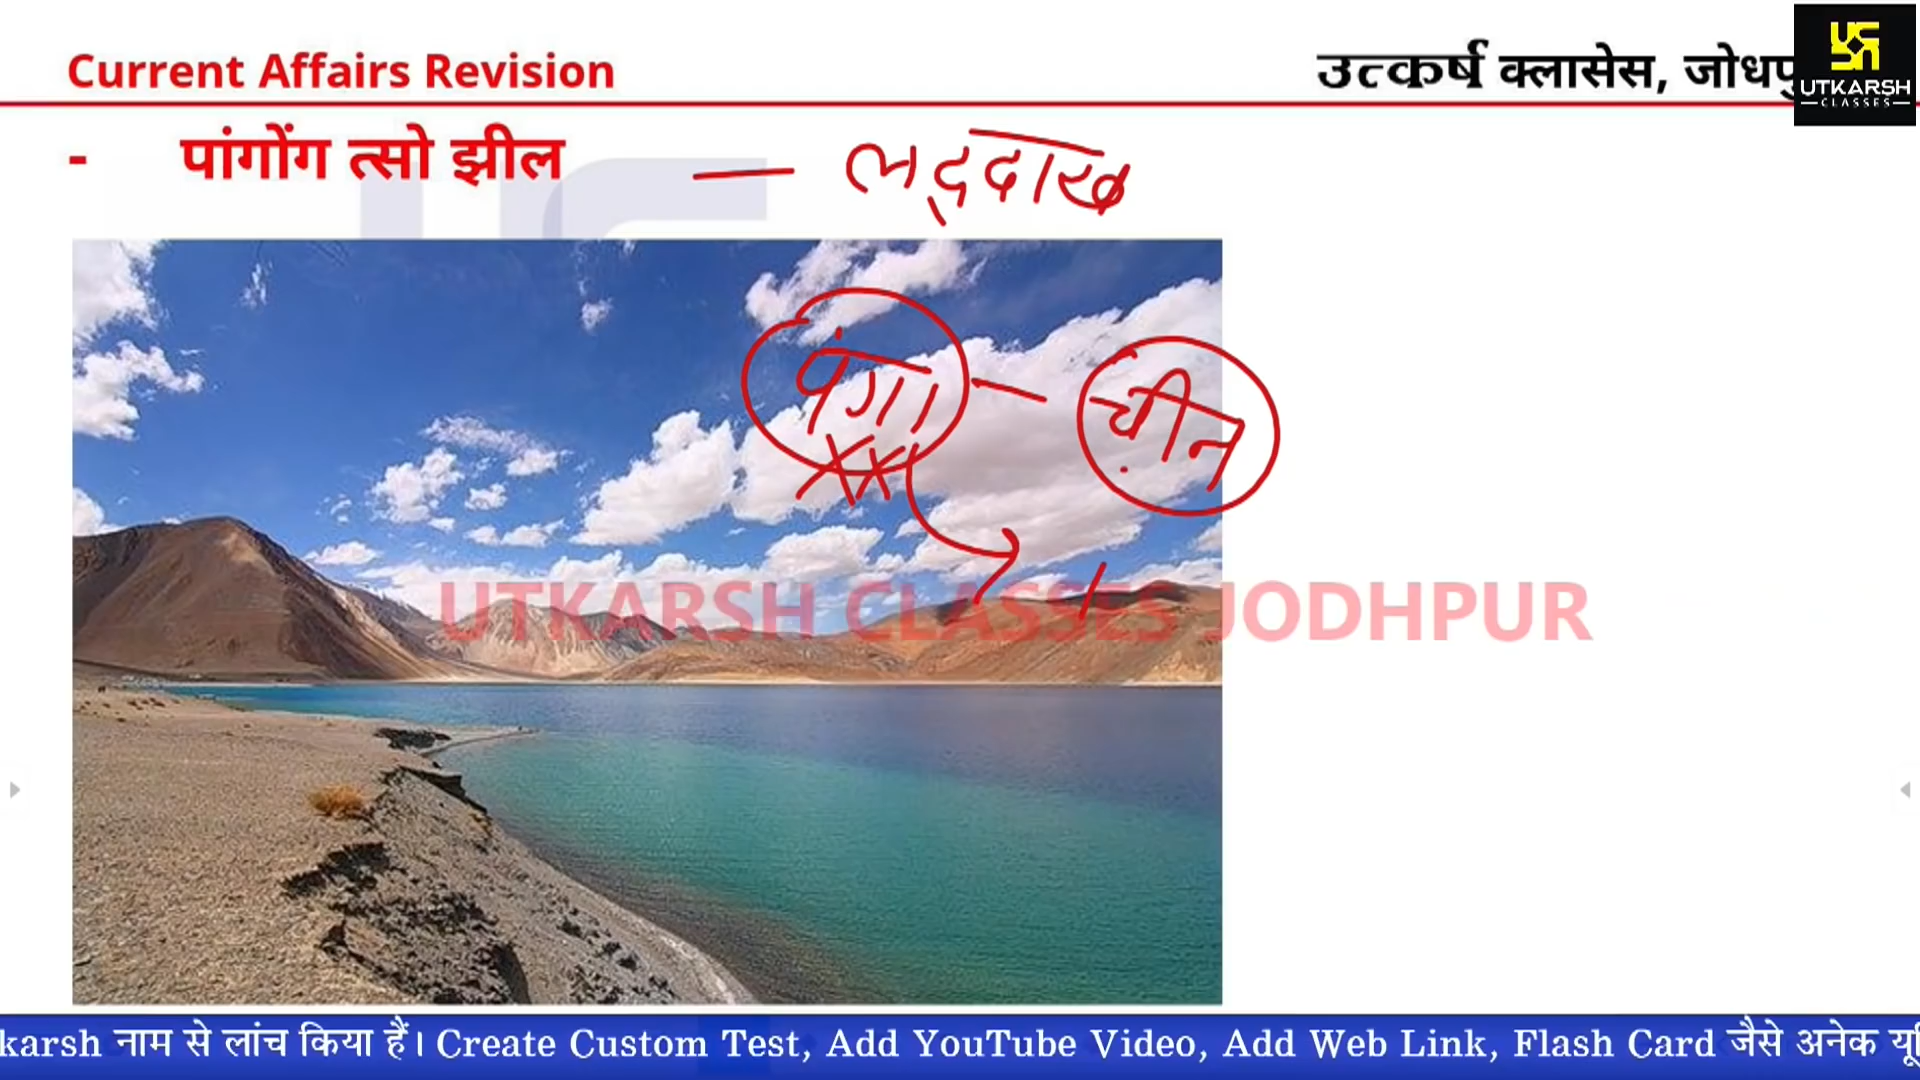 Current Affairs Revision
उत्कर्ष क्लासेस, जोधपु
UTKARSH
CLASSES
- पांगोंग त्सो झील — लद्दाख
पंगा — चीन
UTKARSH CLASSES JODHPUR
karsh नाम से लांच किया हैं। Create Custom Test, Add YouTube Video, Add Web Link, Flash Card जैसे अनेक यू